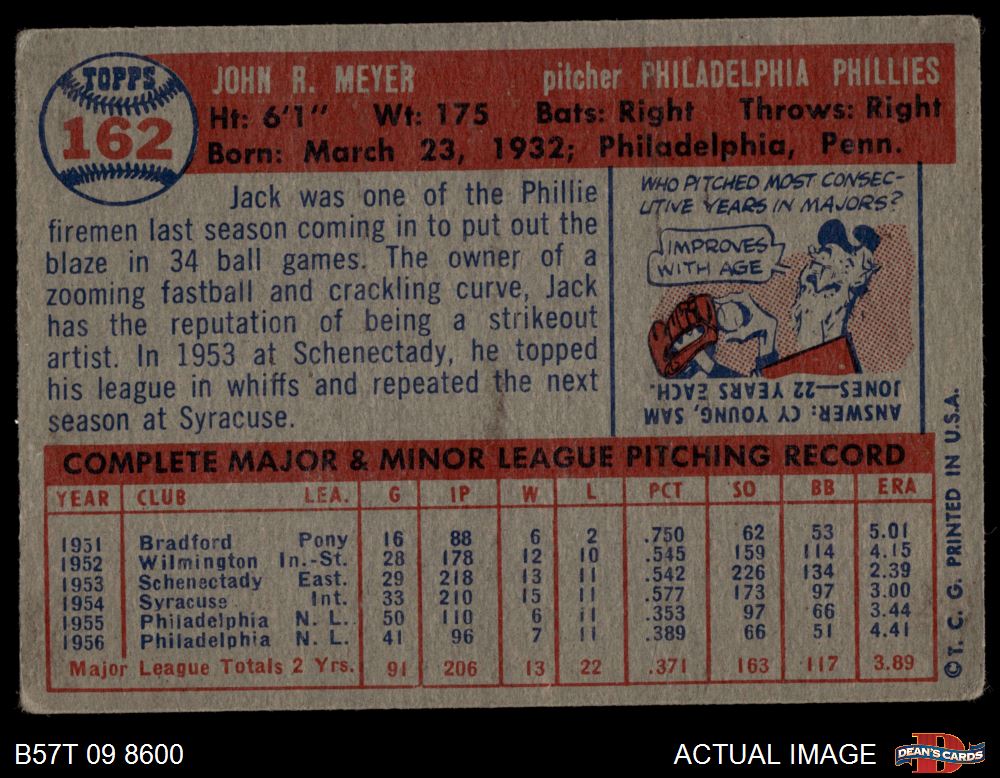 TOPPS
162
JOHN R. MEYER pitcher PHILADELPHIA PHILLIES
Ht: 6'1" Wt: 175 Bats: Right Throws: Right
Born: March 23, 1932; Philadelphia, Penn.
Jack was one of the Phillie
firemen last season coming in to put out the
blaze in 34 ball games. The owner of a
zooming fastball and crackling curve, Jack
has the reputation of being a strikeout
artist. In 1953 at Schenectady, he topped
his league in whiffs and repeated the next
season at Syracuse.
WHO PITCHED MOST CONSEC-
UTIVE YEARS IN MAJORS?
IMPROVES
WITH AGE
ANSWER: CY YOUNG, SAM
JONES—22 YEARS EACH.
COMPLETE MAJOR & MINOR LEAGUE PITCHING RECORD
YEAR CLUB LEA. G IP W L PCT SO BB ERA
1951 Bradford Pony 16 88 6 2 .750 62 53 5.01
1952 Wilmington In.-St. 28 178 12 10 .545 159 114 4.15
1953 Schenectady East. 29 218 13 11 .542 226 134 2.39
1954 Syracuse Int. 33 210 15 11 .577 173 97 3.00
1955 Philadelphia N. L. 50 110 6 11 .353 97 66 3.44
1956 Philadelphia N. L. 41 96 7 11 .389 66 51 4.41
Major League Totals 2 Yrs. 91 206 13 22 .371 163 117 3.89
© T. C. G. PRINTED IN U.S.A.
B57T 09 8600
ACTUAL IMAGE
DEAN'S CARDS